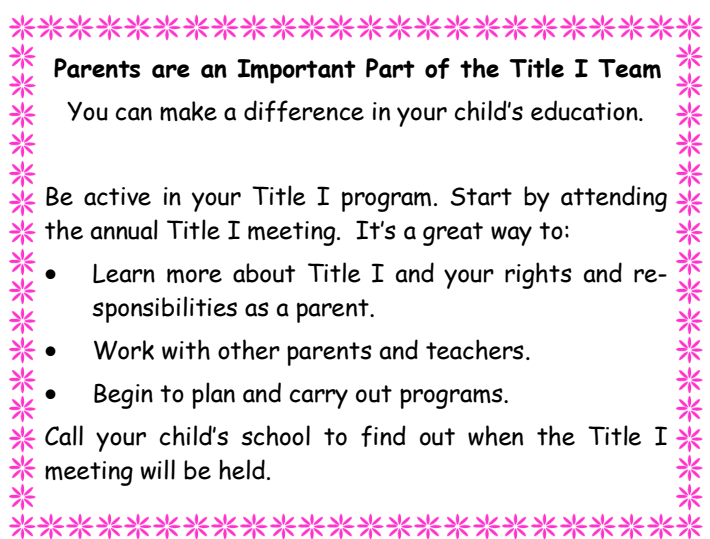 Parents are an Important Part of the Title I Team
You can make a difference in your child's education.
Be active in your Title I program. Start by attending
the annual Title I meeting.  It's a great way to:
• Learn more about Title I and your rights and re-
sponsibilities as a parent.
• Work with other parents and teachers.
• Begin to plan and carry out programs.
Call your child's school to find out when the Title I
meeting will be held.